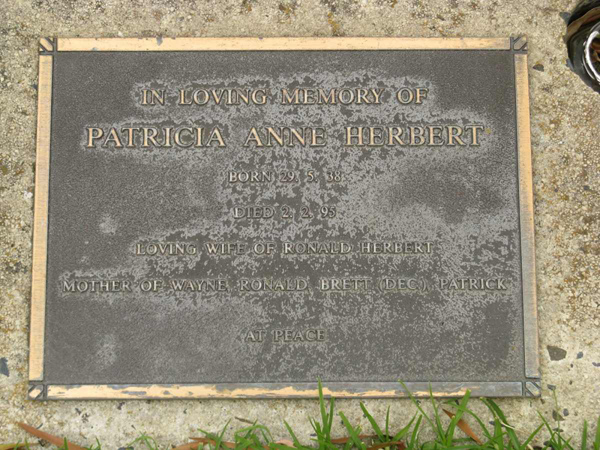 IN LOVING MEMORY OF
PATRICIA ANNE HERBERT
BORN 29. 5. 38.
DIED 2. 2. 95
LOVING WIFE OF RONALD HERBERT
MOTHER OF WAYNE, RONALD, BRETT (DEC.), PATRICK
AT PEACE